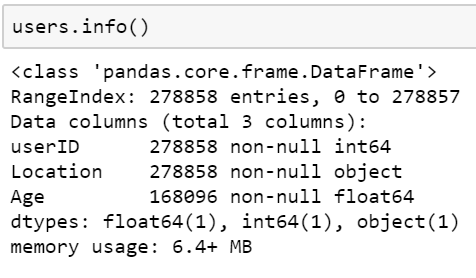 users.info()
<class 'pandas.core.frame.DataFrame'>
RangeIndex: 278858 entries, 0 to 278857
Data columns (total 3 columns):
userID      278858 non-null int64
Location    278858 non-null object
Age         168096 non-null float64
dtypes: float64(1), int64(1), object(1)
memory usage: 6.4+ MB